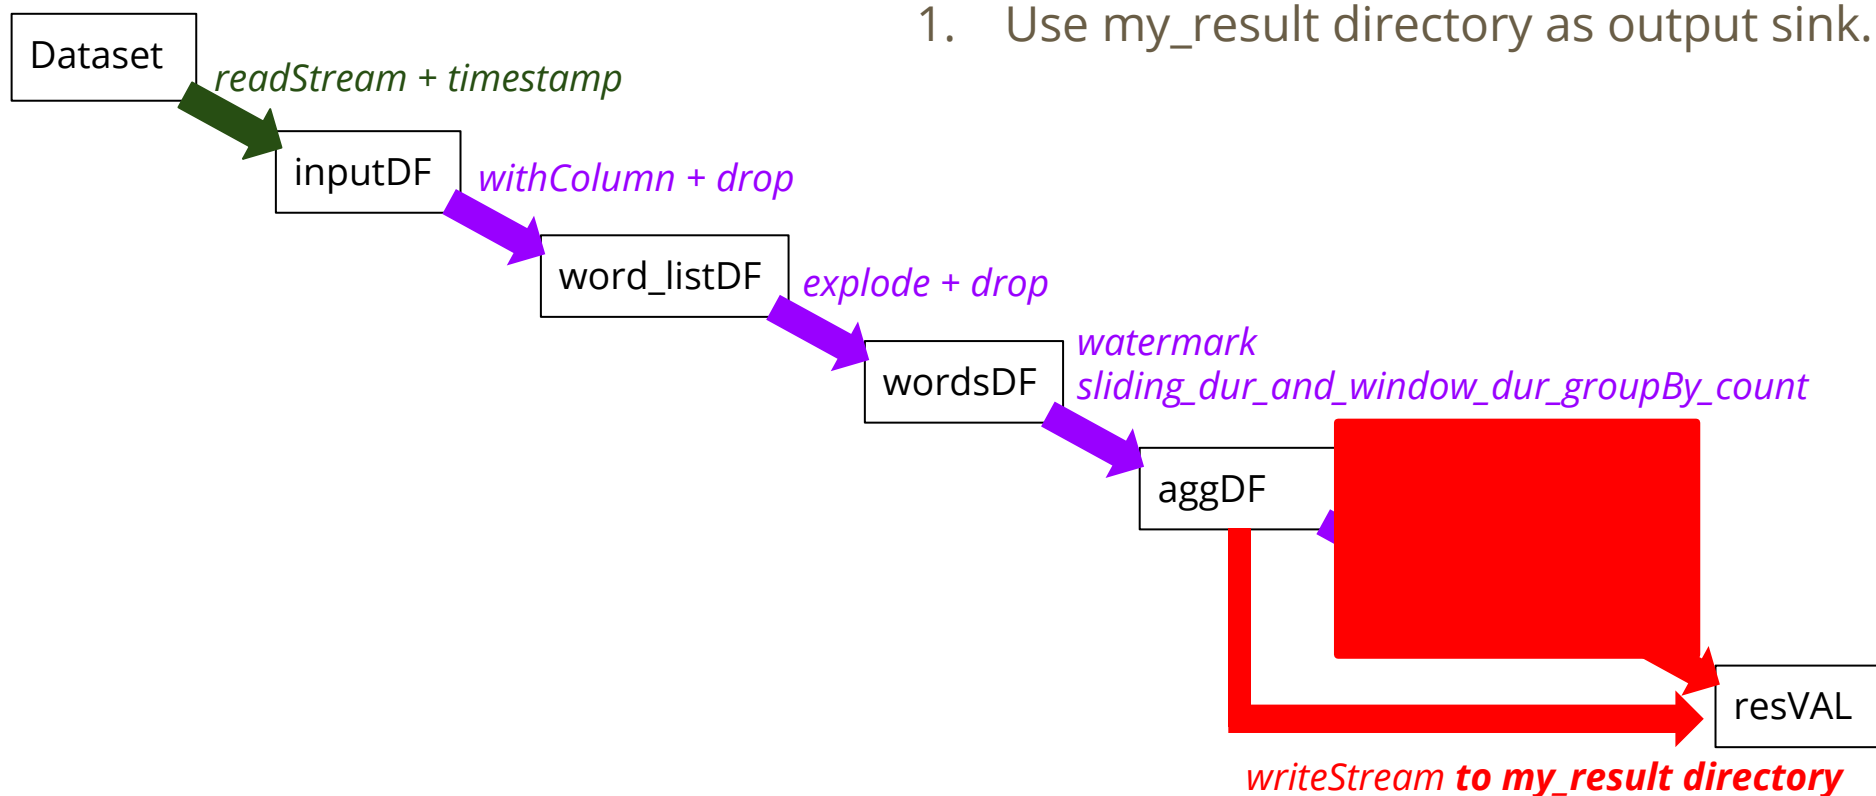 1. Use my_result directory as output sink.
Dataset
readStream + timestamp
inputDF
withColumn + drop
word_listDF
explode + drop
wordsDF
watermark
sliding_dur_and_window_dur_groupBy_count
aggDF
resVAL
writeStream to my_result directory